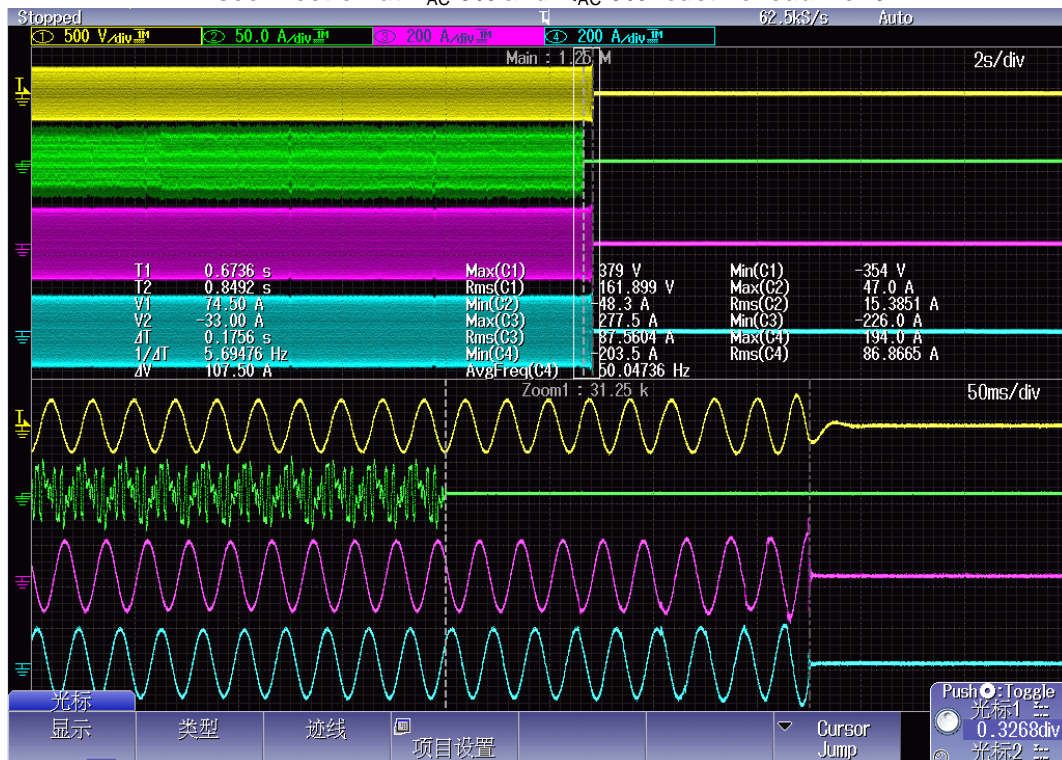 Stopped 62.5kS/s Auto
① 500 V/div 1M ② 50.0 A/div 1M ③ 200 A/div 1M ④ 200 A/div 1M
Main : 1.25 M 2s/div
T1 0.6736 s Max(C1) 379 V Min(C1) -354 V
T2 0.8492 s Rms(C1) 161.899 V Max(C2) 47.0 A
V1 74.50 A Min(C2) -48.3 A Rms(C2) 15.3851 A
V2 -33.00 A Max(C3) 277.5 A Min(C3) -226.0 A
ΔT 0.1756 s Rms(C3) 87.5604 A Max(C4) 194.0 A
1/ΔT 5.69476 Hz Min(C4) -203.5 A Rms(C4) 86.8665 A
ΔV 107.50 A AvgFreq(C4) 50.04736 Hz
Zoom1 : 31.25 k 50ms/div
光标
显示 类型 迹线 项目设置 Cursor Jump
Push :Toggle
光标1
0.3268div
光标2